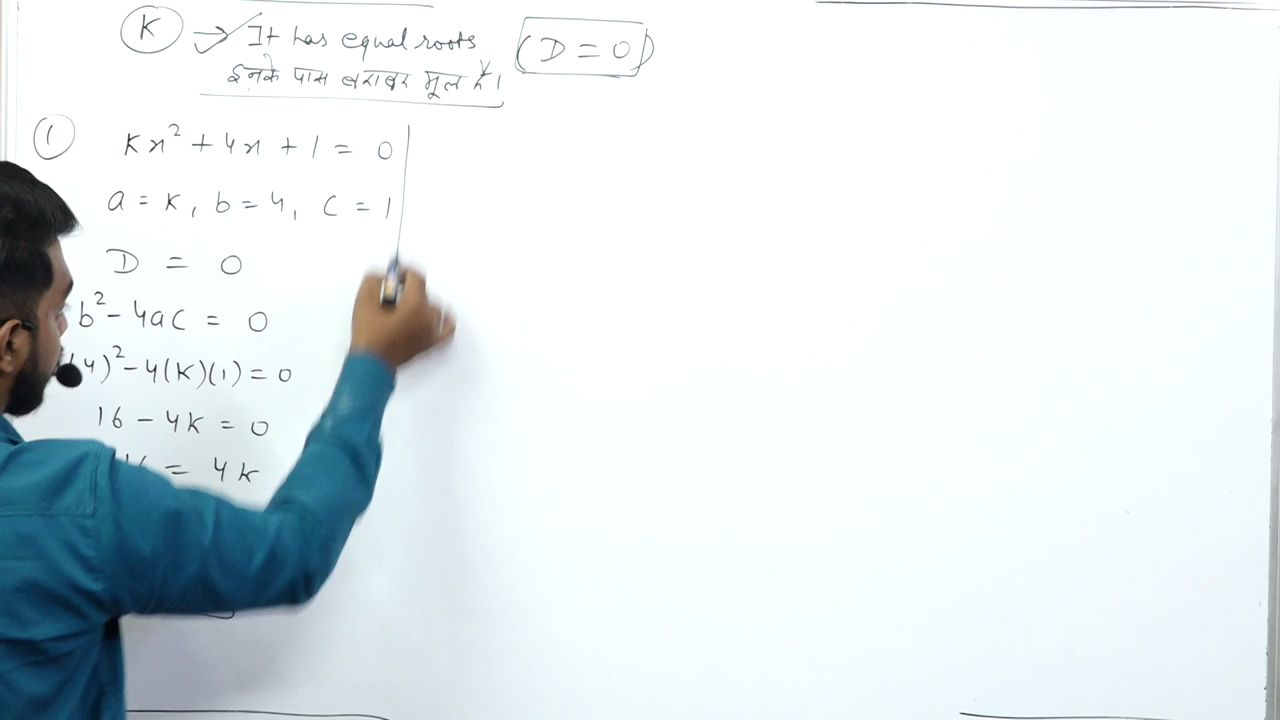 K → It has equal roots (D = 0)
इनके पास बराबर मूल है।
1 Kx² + 4x + 1 = 0
a = K, b = 4, c = 1
D = 0
b² - 4ac = 0
4)² - 4(K)(1) = 0
16 - 4K = 0
= 4K